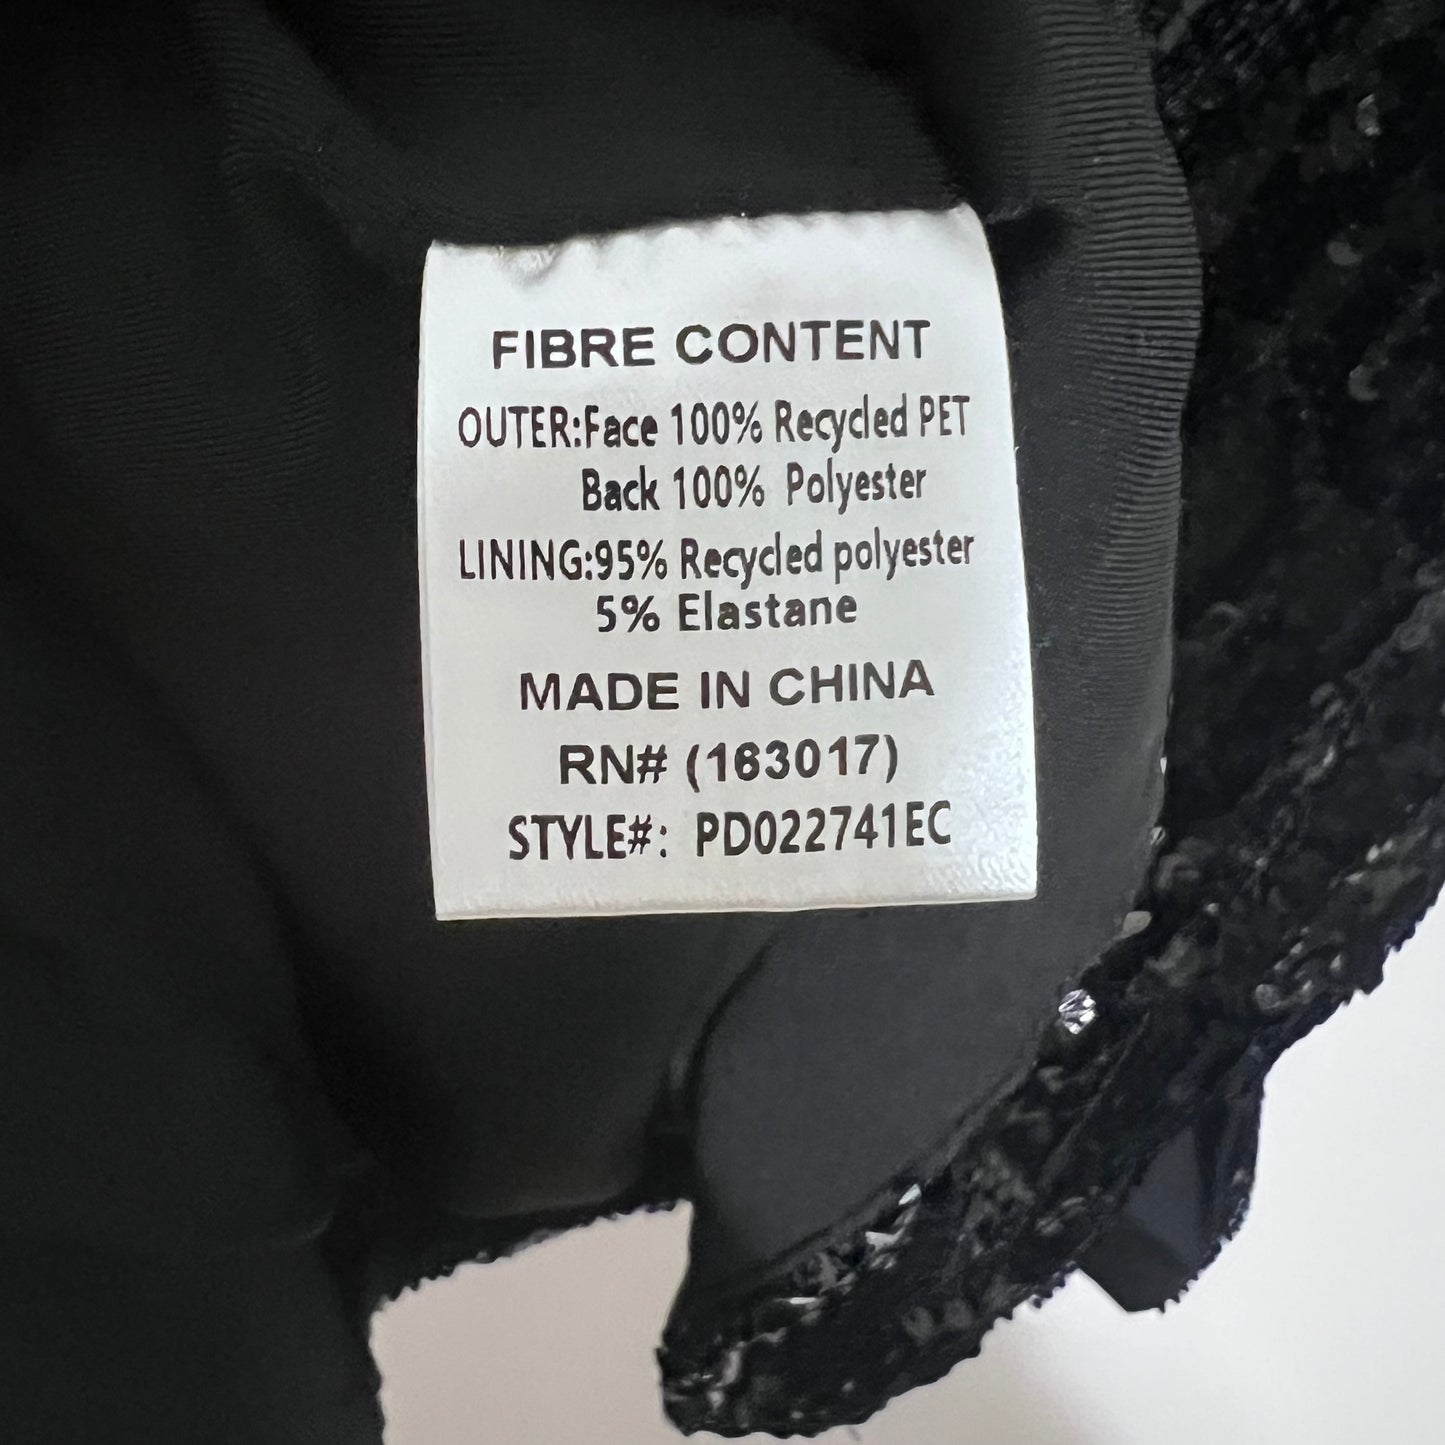 FIBRE CONTENT
OUTER:Face 100% Recycled PET
Back 100% Polyester
LINING:95% Recycled polyester
5% Elastane
MADE IN CHINA
RN# (163017)
STYLE#: PD022741EC